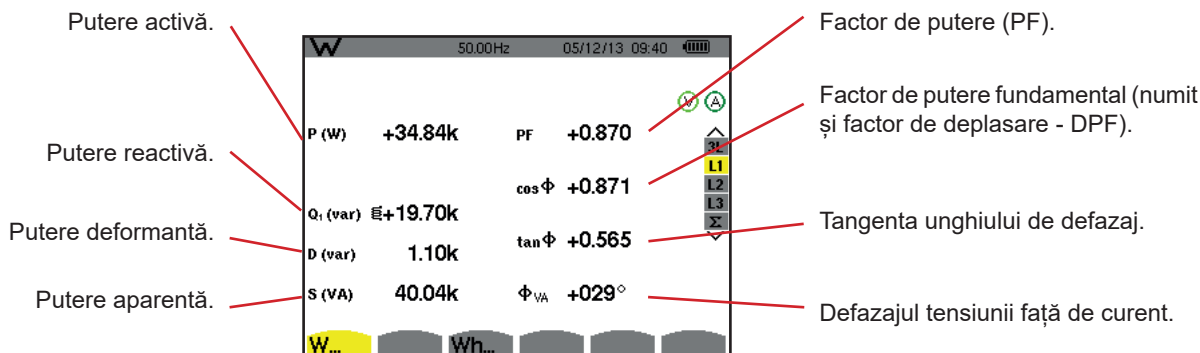 Putere activă.
Putere reactivă.
Putere deformantă.
Putere aparentă.
W 50.00Hz 05/12/13 09:40
V A
P (W) +34.84k PF +0.870
cos Φ +0.871
Q₁ (var) +19.70k
tan Φ +0.565
D (var) 1.10k
S (VA) 40.04k Φ VA +029°
3L
L1
L2
L3
Σ
W... Wh...
Factor de putere (PF).
Factor de putere fundamental (numit
și factor de deplasare - DPF).
Tangenta unghiului de defazaj.
Defazajul tensiunii față de curent.